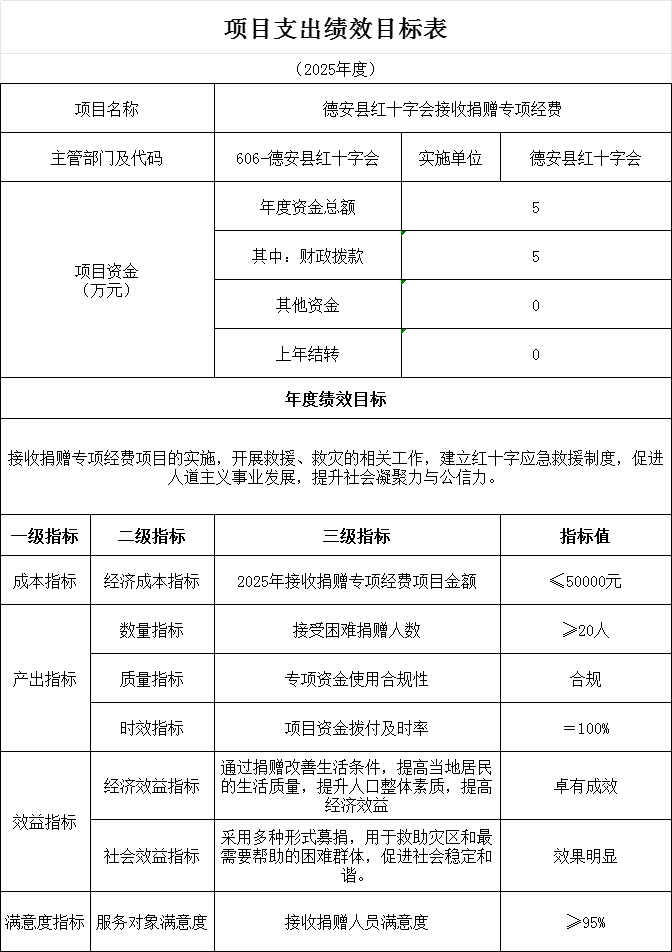 项目支出绩效目标表
（2025年度）
项目名称 德安县红十字会接收捐赠专项经费
主管部门及代码 606-德安县红十字会 实施单位 德安县红十字会
项目资金
（万元）
年度资金总额 5
其中：财政拨款 5
其他资金 0
上年结转 0
年度绩效目标
接收捐赠专项经费项目的实施，开展救援、救灾的相关工作，建立红十字应急救援制度，促进
人道主义事业发展，提升社会凝聚力与公信力。
一级指标 二级指标 三级指标 指标值
成本指标 经济成本指标 2025年接收捐赠专项经费项目金额 ≤50000元
产出指标
数量指标 接受困难捐赠人数 ≥20人
质量指标 专项资金使用合规性 合规
时效指标 项目资金拨付及时率 ＝100%
效益指标
经济效益指标
通过捐赠改善生活条件，提高当地居民
的生活质量，提升人口整体素质，提高
经济效益
卓有成效
社会效益指标
采用多种形式募捐，用于救助灾区和最
需要帮助的困难群体，促进社会稳定和
谐。
效果明显
满意度指标 服务对象满意度 接收捐赠人员满意度 ≥95%